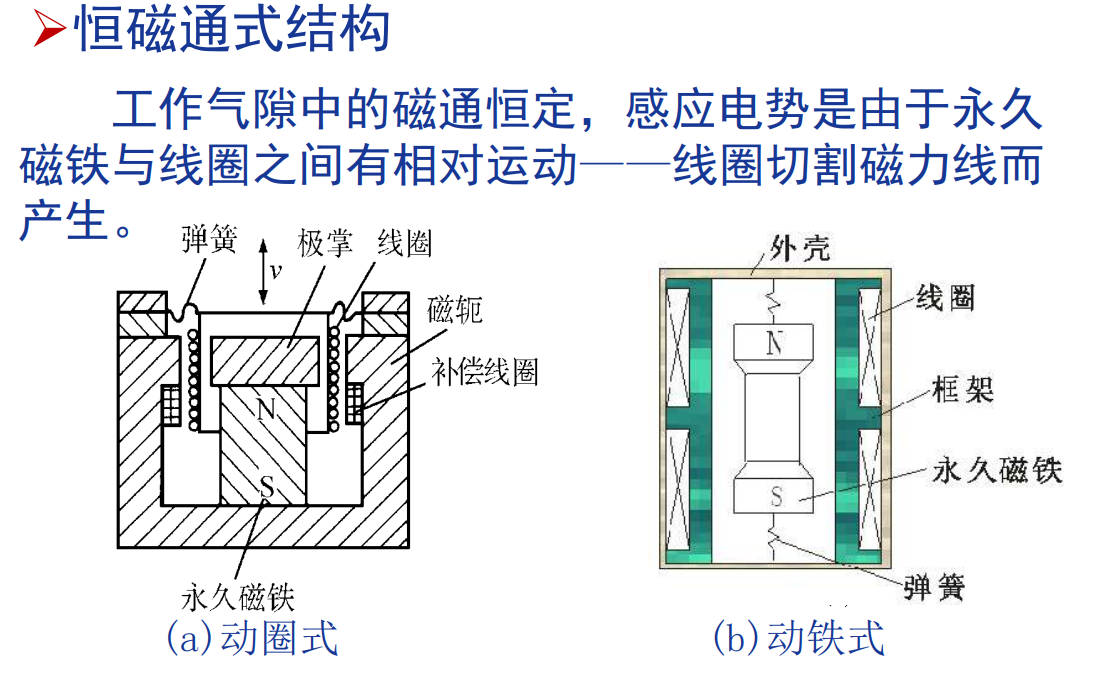 恒磁通式结构
工作气隙中的磁通恒定，感应电势是由于永久
磁铁与线圈之间有相对运动——线圈切割磁力线而
产生。
弹簧
v
极掌
线圈
磁轭
补偿线圈
N
S
永久磁铁
(a)动圈式
外壳
线圈
N
框架
永久磁铁
S
弹簧
(b)动铁式